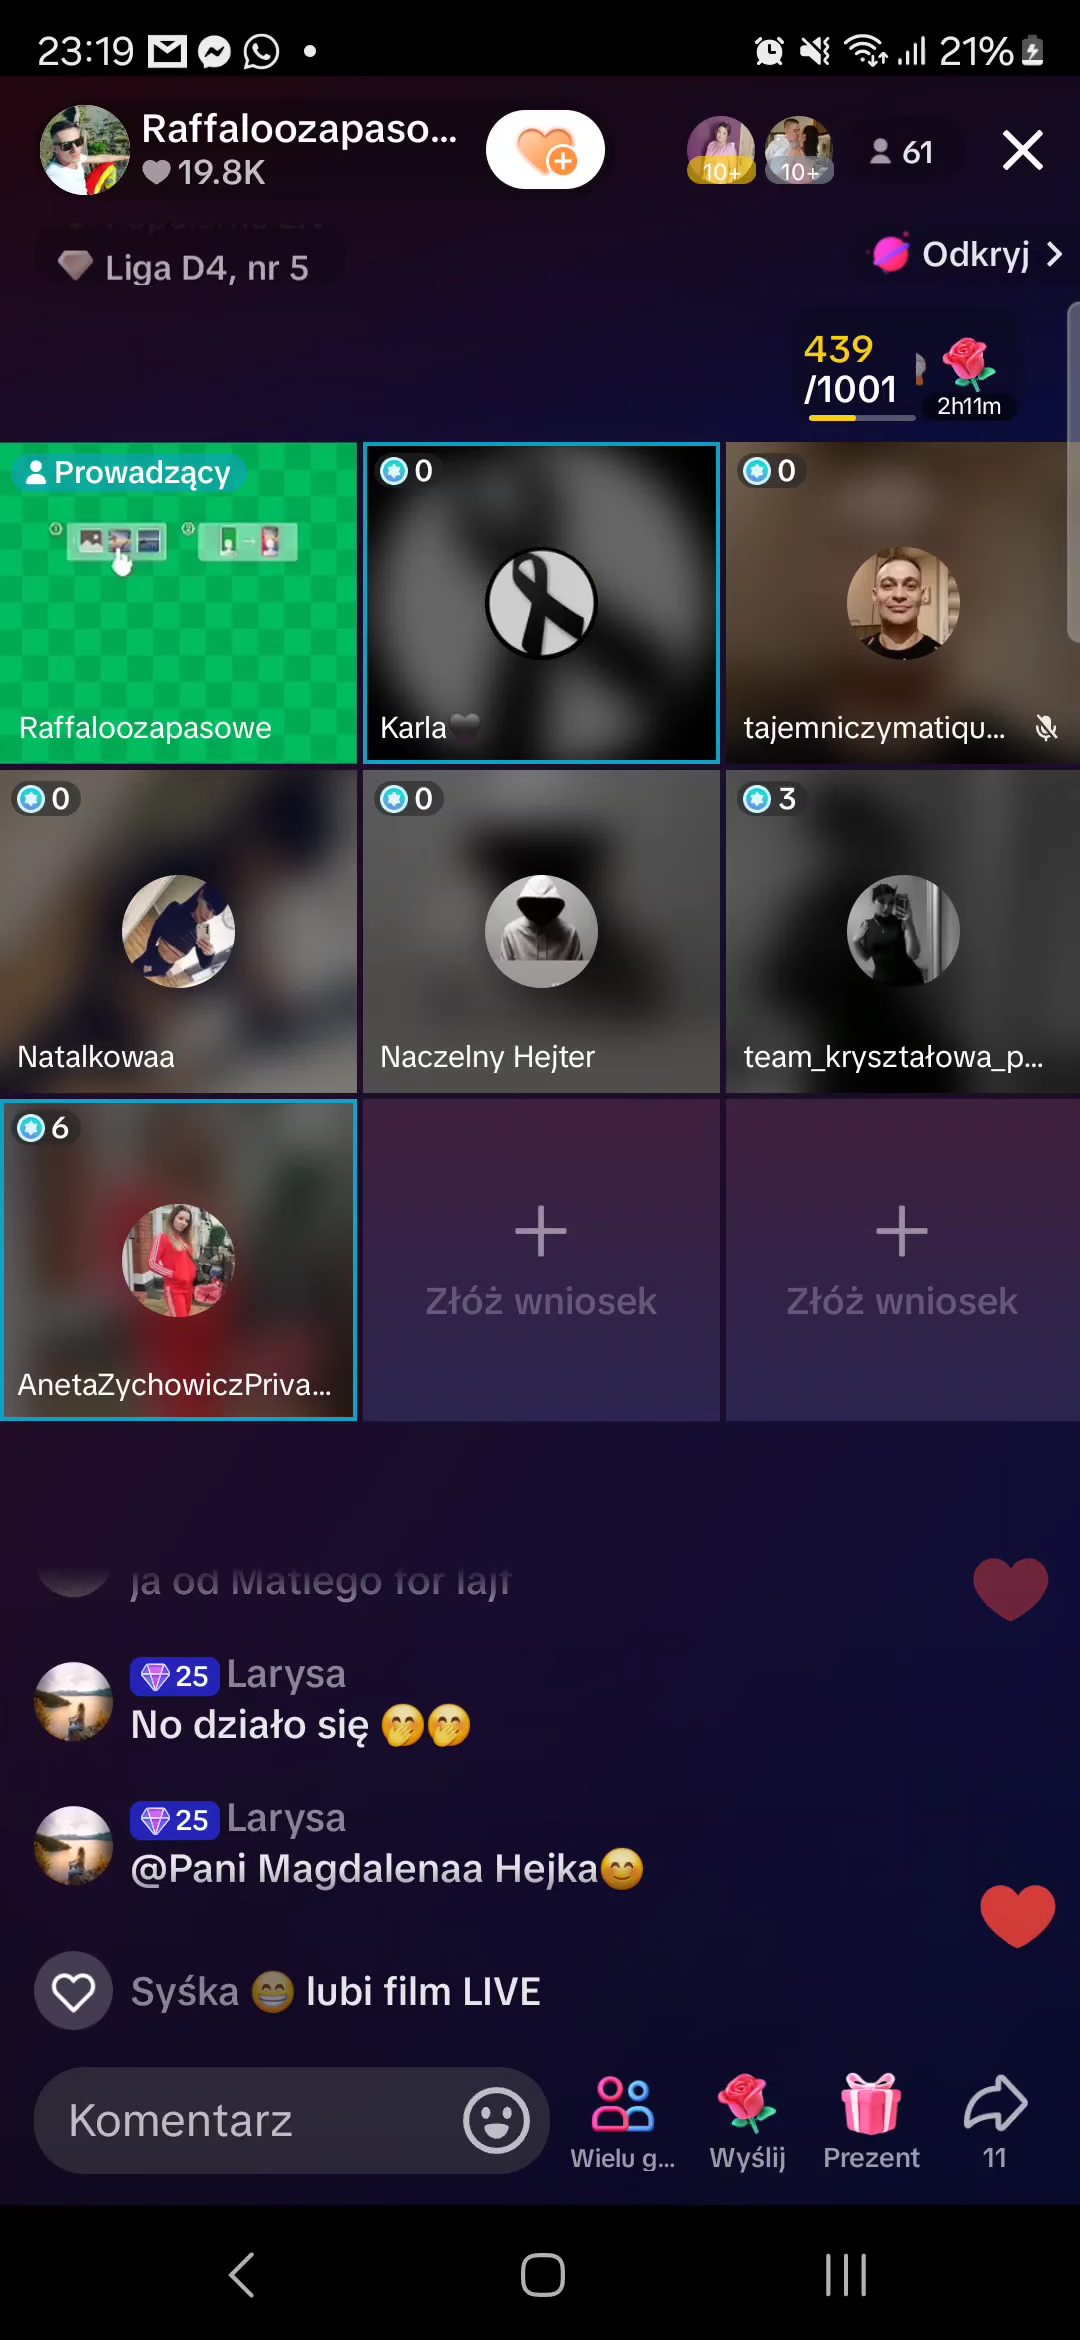 23:19
21%
Raffaloozapaso...
19.8K
10+
10+
61
Liga D4, nr 5
Odkryj
439
/1001
2h11m
Prowadzący
Raffaloozapasowe
0
Karla
0
tajemniczymatiqu...
0
Natalkowaa
0
Naczelny Hejter
3
team_kryształowa_p...
6
AnetaZychowiczPriva...
Złóż wniosek
Złóż wniosek
ja od Matiego for lajf
25 Larysa
No działo się 🤭🤭
25 Larysa
@Pani Magdalenaa Hejka😊
Syśka 😁 lubi film LIVE
Komentarz
Wielu g...
Wyślij
Prezent
11